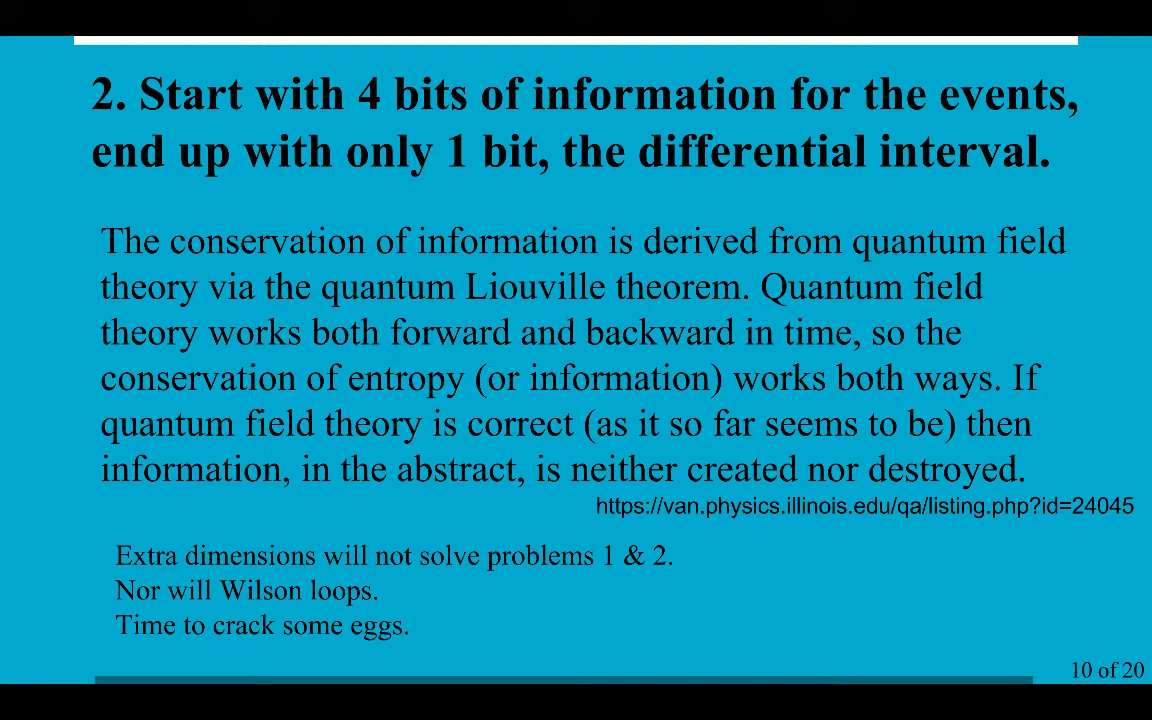 2. Start with 4 bits of information for the events,
end up with only 1 bit, the differential interval.
The conservation of information is derived from quantum field
theory via the quantum Liouville theorem. Quantum field
theory works both forward and backward in time, so the
conservation of entropy (or information) works both ways. If
quantum field theory is correct (as it so far seems to be) then
information, in the abstract, is neither created nor destroyed.
https://van.physics.illinois.edu/qa/listing.php?id=24045
Extra dimensions will not solve problems 1 & 2.
Nor will Wilson loops.
Time to crack some eggs.
10 of 20